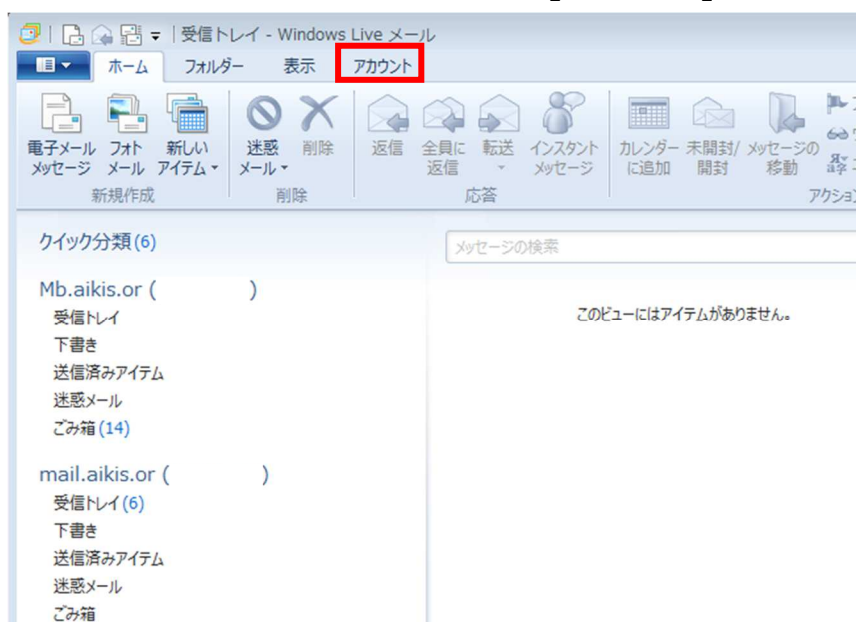 受信トレイ - Windows Live メール
ホーム フォルダー 表示 アカウント
電子メール メッセージ フォト メール 新しい アイテム 迷惑 メール 削除 返信 全員に 返信 転送 インスタント メッセージ カレンダー に追加 未開封/ 開封 メッセージの 移動
新規作成 削除 応答 アクション
クイック分類 (6)
メッセージの検索
Mb.aikis.or ( )
このビューにはアイテムがありません。
受信トレイ
下書き
送信済みアイテム
迷惑メール
ごみ箱 (14)
mail.aikis.or ( )
受信トレイ (6)
下書き
送信済みアイテム
迷惑メール
ごみ箱